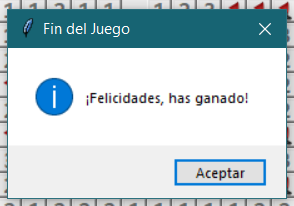 Fin del Juego
¡Felicidades, has ganado!
Aceptar